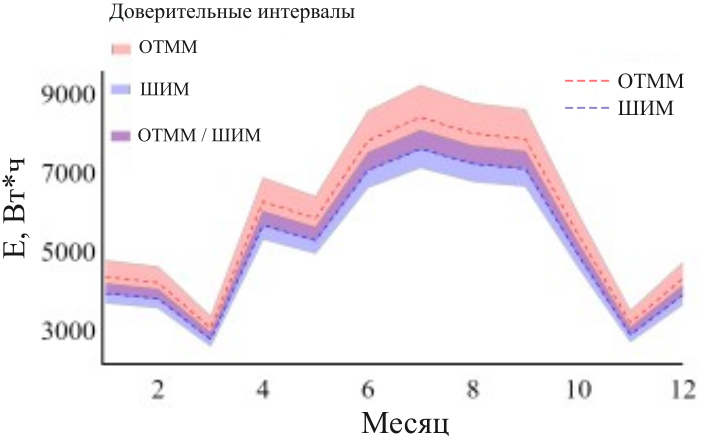 Доверительные интервалы
ОТММ
ШИМ
ОТММ / ШИМ
ОТММ
ШИМ
E, Вт*ч
9000
7000
5000
3000
2 4 6 8 10 12
Месяц